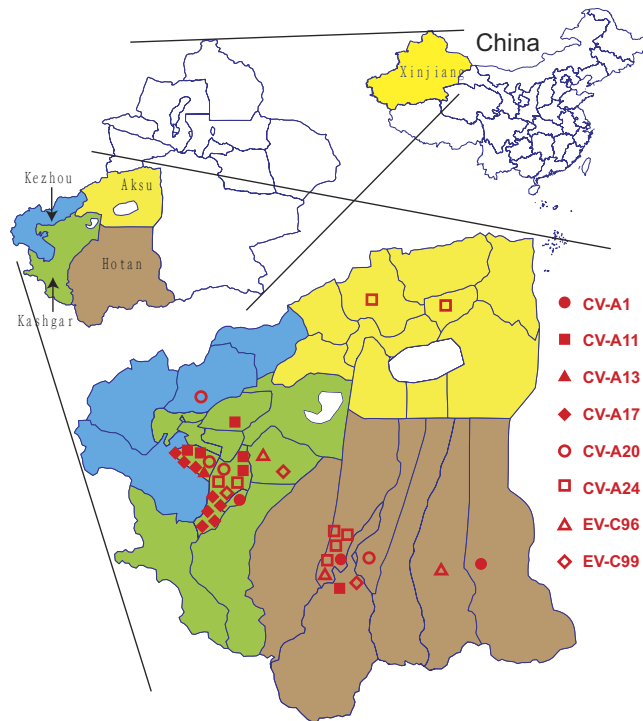 China
Xinjiang
Kezhou
Aksu
Hotan
Kashgar
CV-A1
CV-A11
CV-A13
CV-A17
CV-A20
CV-A24
EV-C96
EV-C99